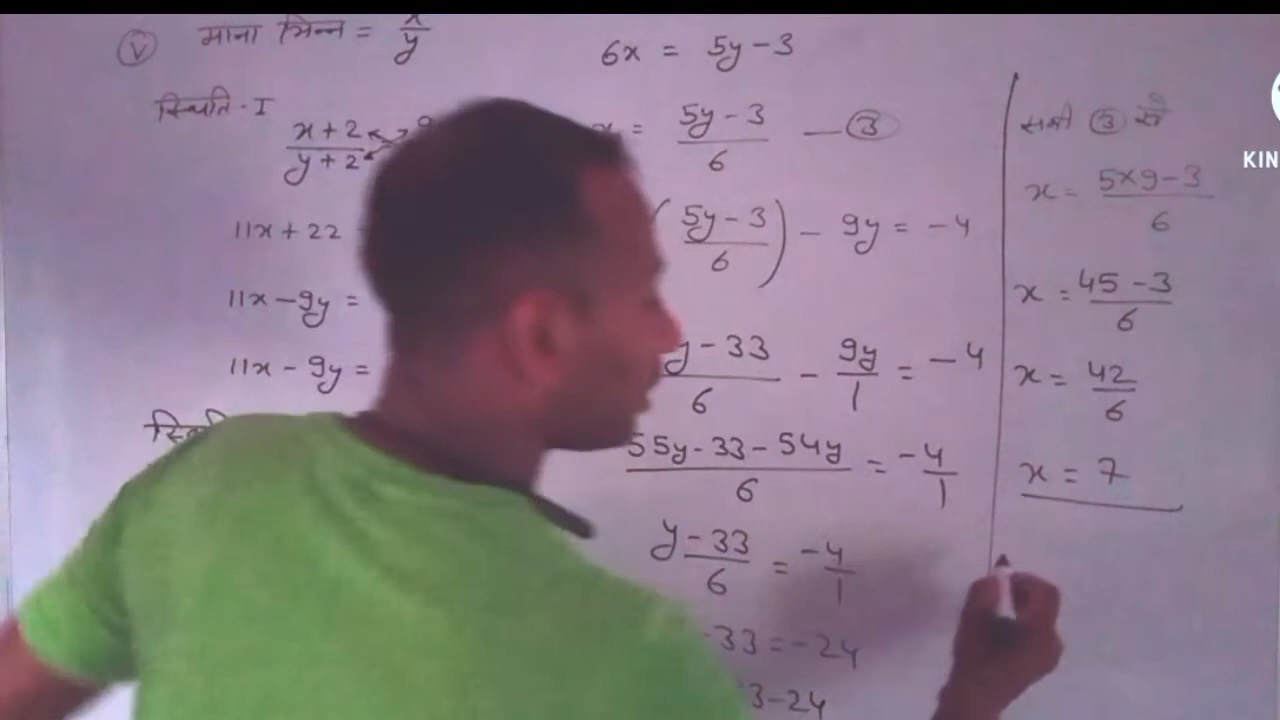 (V) माना भिन्न = x/y
स्थिति - I
x + 2 / y + 2
11x + 22
11x - 9y =
11x - 9y =
6x = 5y - 3
= 5y - 3 / 6 — (3)
( 5y - 3 / 6 ) - 9y = -4
y - 33 / 6 - 9y / 1 = -4
55y - 33 - 54y / 6 = -4 / 1
y - 33 / 6 = -4 / 1
-33 = -24
3 - 24
समी (3) से
x = 5×9-3 / 6
x = 45 - 3 / 6
x = 42 / 6
x = 7
KIN